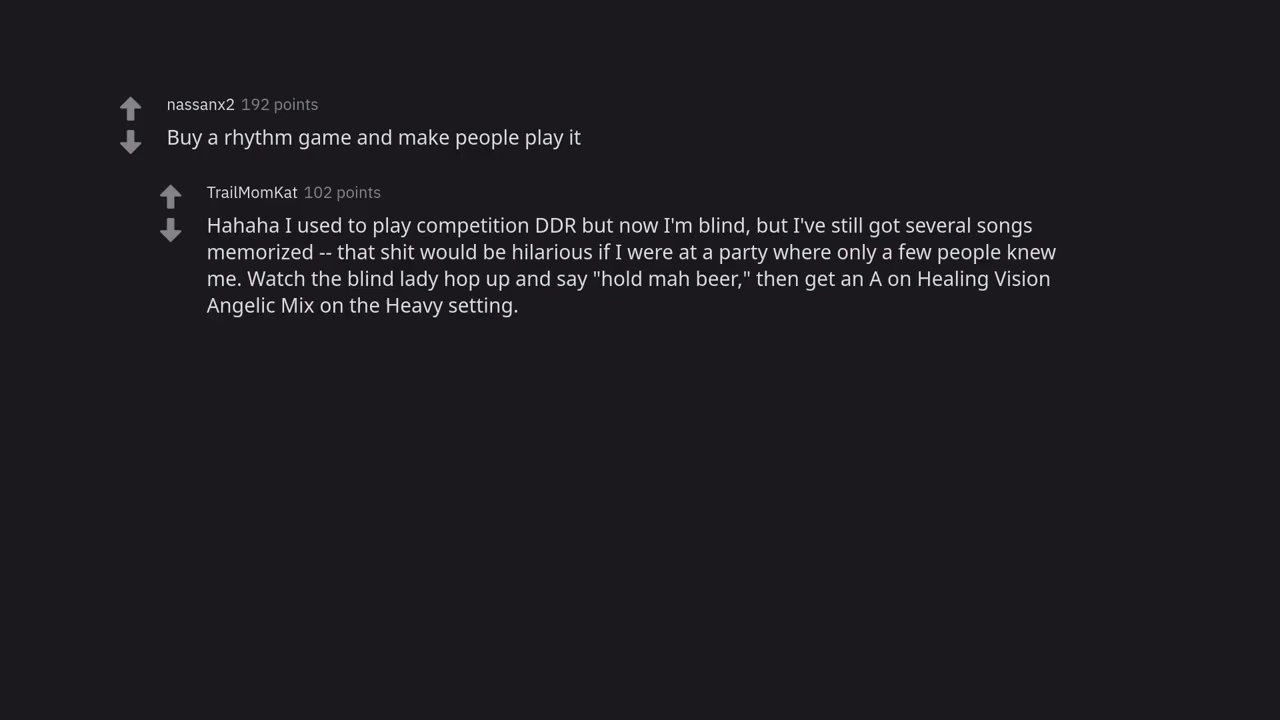 nassanx2 192 points
Buy a rhythm game and make people play it
TrailMomKat 102 points
Hahaha I used to play competition DDR but now I'm blind, but I've still got several songs
memorized -- that shit would be hilarious if I were at a party where only a few people knew
me. Watch the blind lady hop up and say "hold mah beer," then get an A on Healing Vision
Angelic Mix on the Heavy setting.